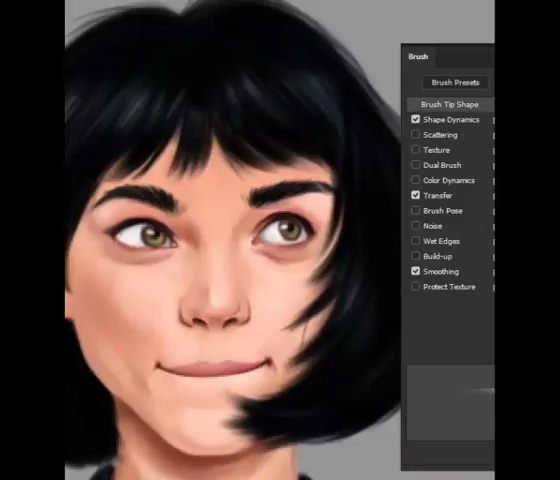 Brush
Brush Presets
Brush Tip Shape
Shape Dynamics
Scattering
Texture
Dual Brush
Color Dynamics
Transfer
Brush Pose
Noise
Wet Edges
Build-up
Smoothing
Protect Texture